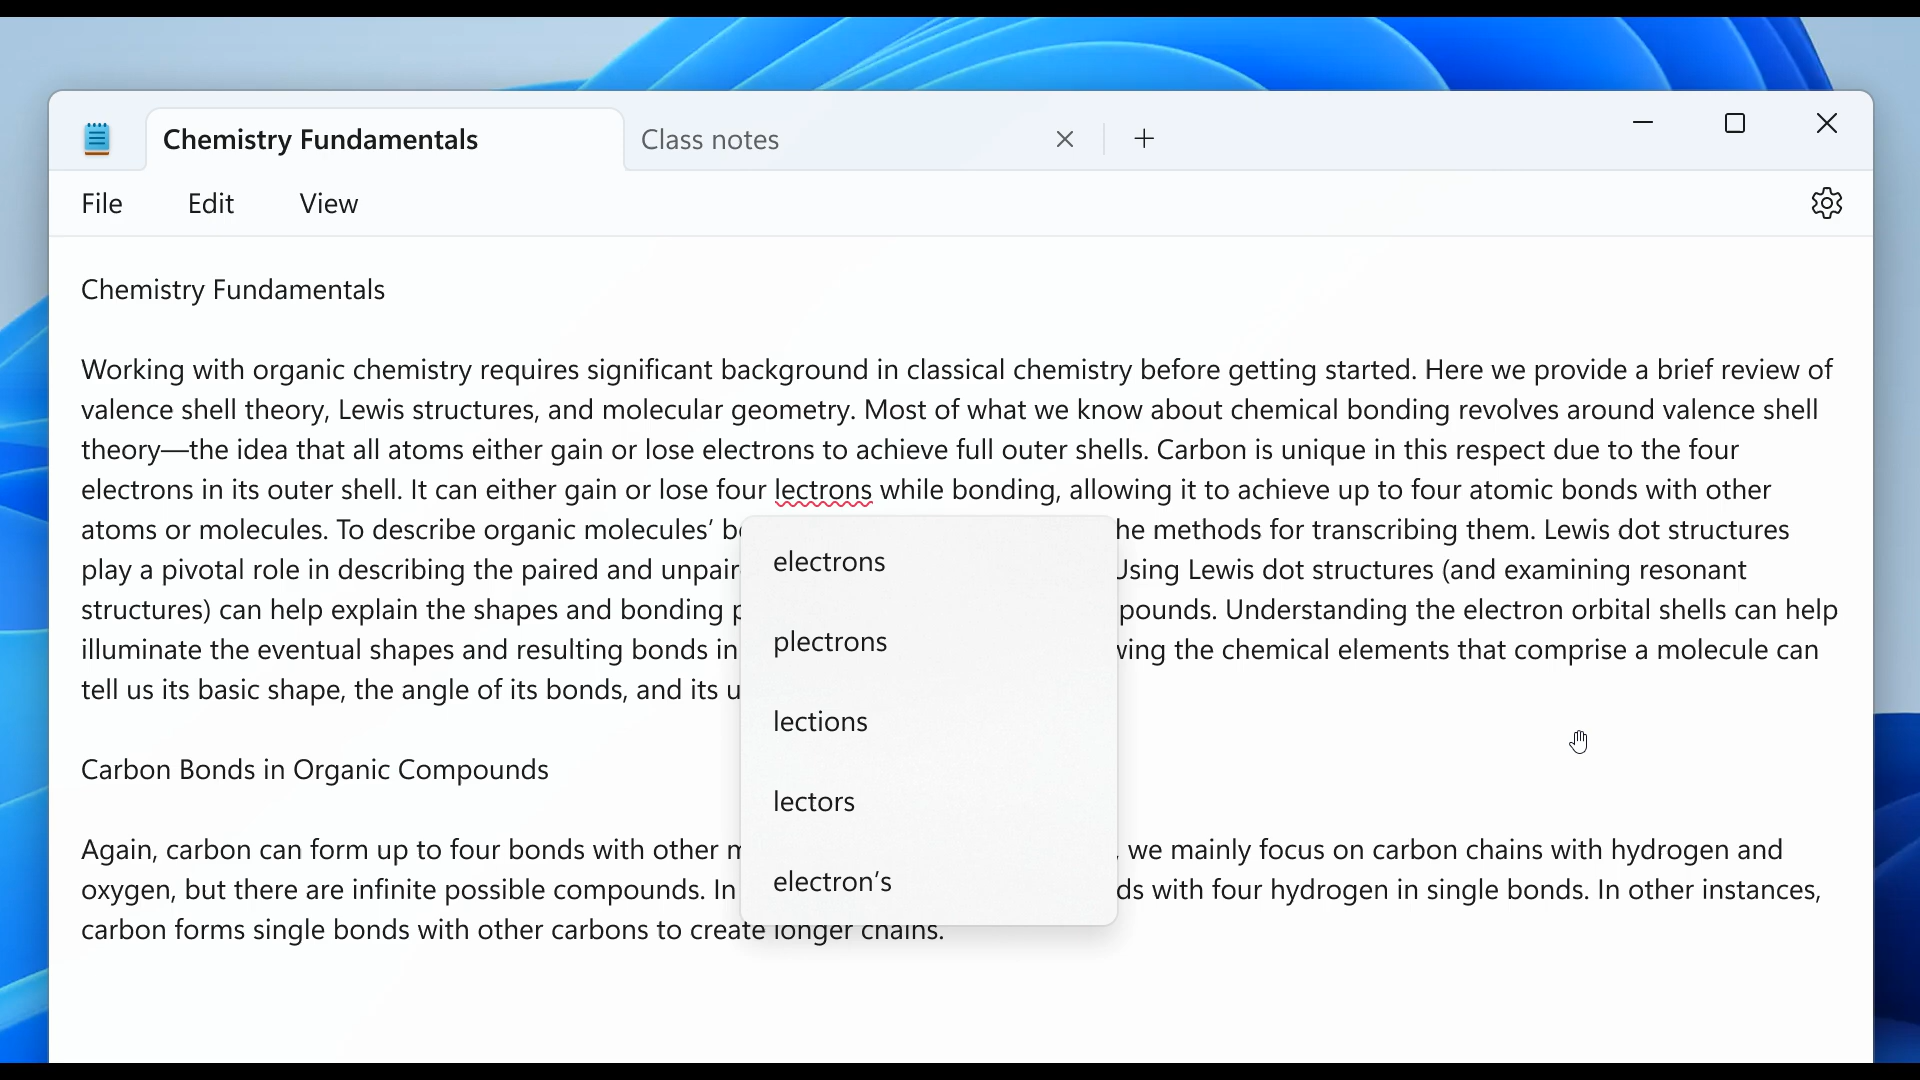 Chemistry Fundamentals
Class notes
File Edit View
Chemistry Fundamentals
Working with organic chemistry requires significant background in classical chemistry before getting started. Here we provide a brief review of
valence shell theory, Lewis structures, and molecular geometry. Most of what we know about chemical bonding revolves around valence shell
theory—the idea that all atoms either gain or lose electrons to achieve full outer shells. Carbon is unique in this respect due to the four
electrons in its outer shell. It can either gain or lose four lectrons while bonding, allowing it to achieve up to four atomic bonds with other
atoms or molecules. To describe organic molecules’ methods for transcribing them. Lewis dot structures
play a pivotal role in describing the paired and Using Lewis dot structures (and examining resonant
structures) can help explain the shapes and bonding Understanding the electron orbital shells can help
illuminate the eventual shapes and resulting bonds in the chemical elements that comprise a molecule can
tell us its basic shape, the angle of its bonds, and its
electrons
plectrons
lections
lectors
electron’s
Carbon Bonds in Organic Compounds
Again, carbon can form up to four bonds with other we mainly focus on carbon chains with hydrogen and
oxygen, but there are infinite possible compounds. In with four hydrogen in single bonds. In other instances,
carbon forms single bonds with other carbons to create longer chains.